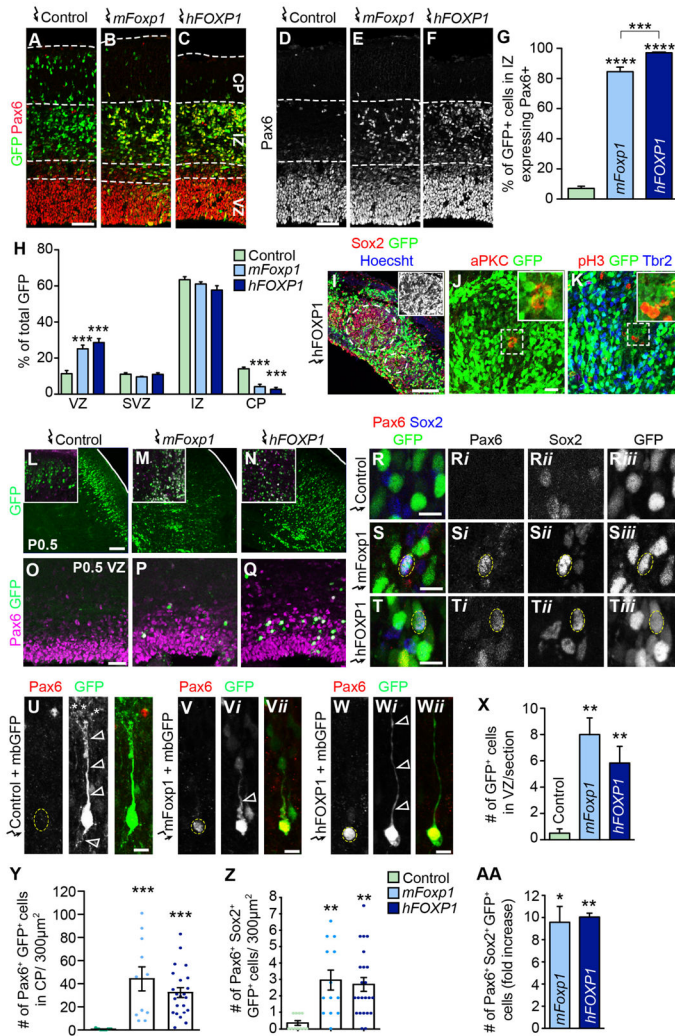 Control mFoxp1 hFOXP1
A B C
CP
IZ
VZ
GFP Pax6
Control mFoxp1 hFOXP1
D E F
Pax6
G
***
**** ****
100
80
60
40
20
0
% of GFP+ cells in IZ
expressing Pax6+
mFoxp1
hFOXP1
H
Control
mFoxp1
hFOXP1
60
40
20
0
% of total GFP
*** ***
*** ***
VZ SVZ IZ CP
Sox2 GFP
Hoecsht
aPKC GFP
pH3 GFP Tbr2
hFOXP1
I J K
Control mFoxp1 hFOXP1
GFP
L M N
P0.5
Pax6 GFP
O P0.5 VZ P Q
Pax6 Sox2
GFP Pax6 Sox2 GFP
Control
R Ri Rii Riii
mFoxp1
S Si Sii Siii
hFOXP1
T Ti Tii Tiii
Pax6 GFP
Control + mbGFP
U * * *
Pax6 GFP
mFoxp1 + mbGFP
V Vi Vii
Pax6 GFP
hFOXP1 + mbGFP
W Wi Wii
X
10
8
6
4
2
0
# of GFP+ cells
in VZ/section
** **
Control
mFoxp1
hFOXP1
Y
120
100
80
60
40
20
0
# of Pax6+ GFP+ cells
in CP/ 300µm²
*** ***
Control
mFoxp1
hFOXP1
Z
8
7
6
5
4
3
2
1
0
# of Pax6+ Sox2+
GFP+ cells/ 300µm²
** **
AA
15
10
5
0
# of Pax6+ Sox2+ GFP+
cells (fold increase)
* **
mFoxp1
hFOXP1